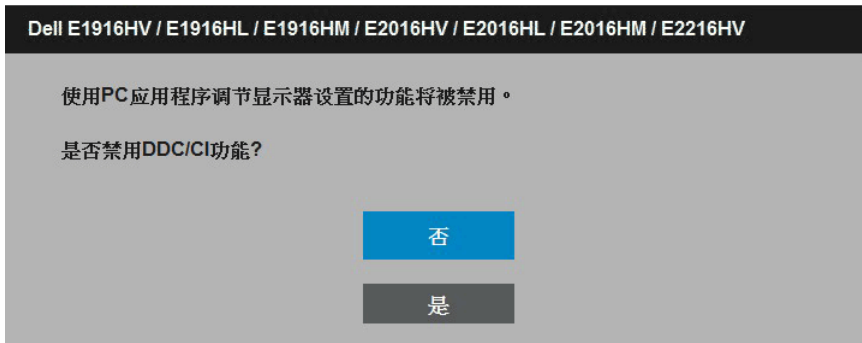 Dell E1916HV / E1916HL / E1916HM / E2016HV / E2016HL / E2016HM / E2216HV
使用PC应用程序调节显示器设置的功能将被禁用。
是否禁用DDC/CI功能?
否
是